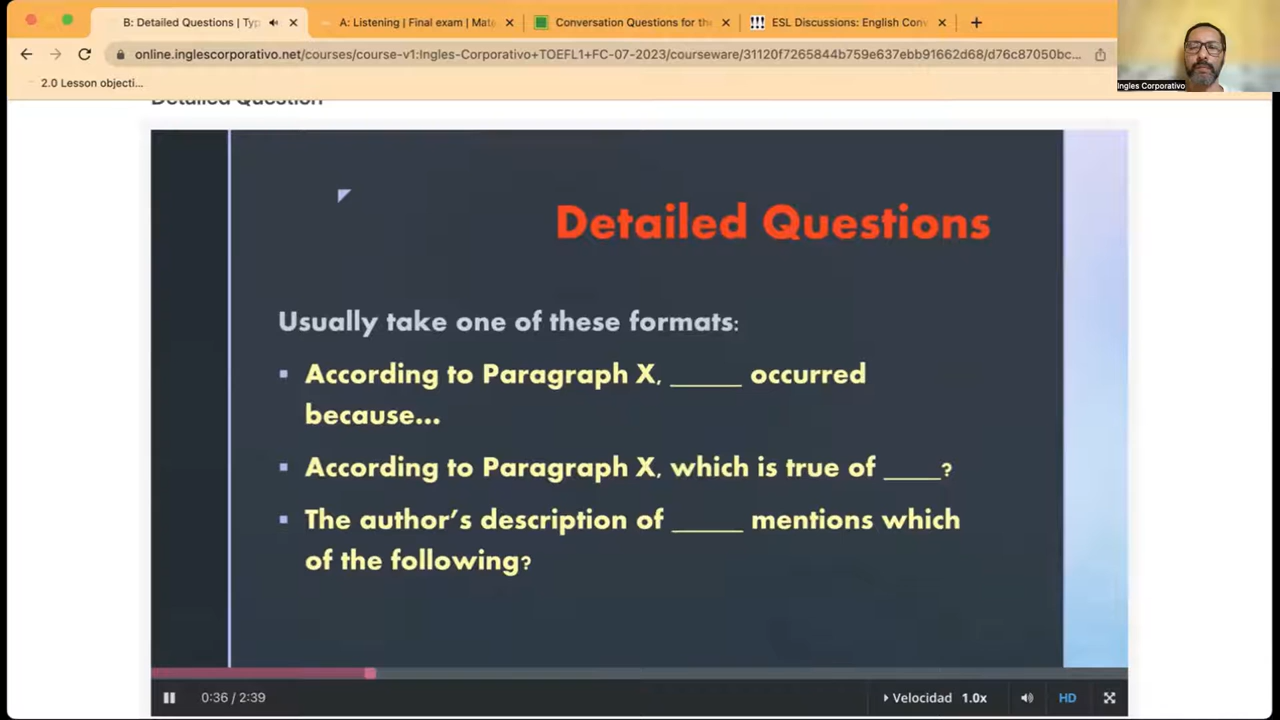 B: Detailed Questions | Typ
A: Listening | Final exam | Mate
Conversation Questions for the
ESL Discussions: English Conv
online.inglescorporativo.net/courses/course-v1:Ingles-Corporativo+TOEFL1+FC-07-2023/courseware/31120f7265844b759e637ebb91662d68/d76c87050bc...
Ingles Corporativo
2.0 Lesson objecti...
Detailed Question
Detailed Questions
Usually take one of these formats:
▪ According to Paragraph X, _____ occurred
because...
▪ According to Paragraph X, which is true of ____?
▪ The author's description of _____ mentions which
of the following?
0:36 / 2:39
Velocidad 1.0x
HD